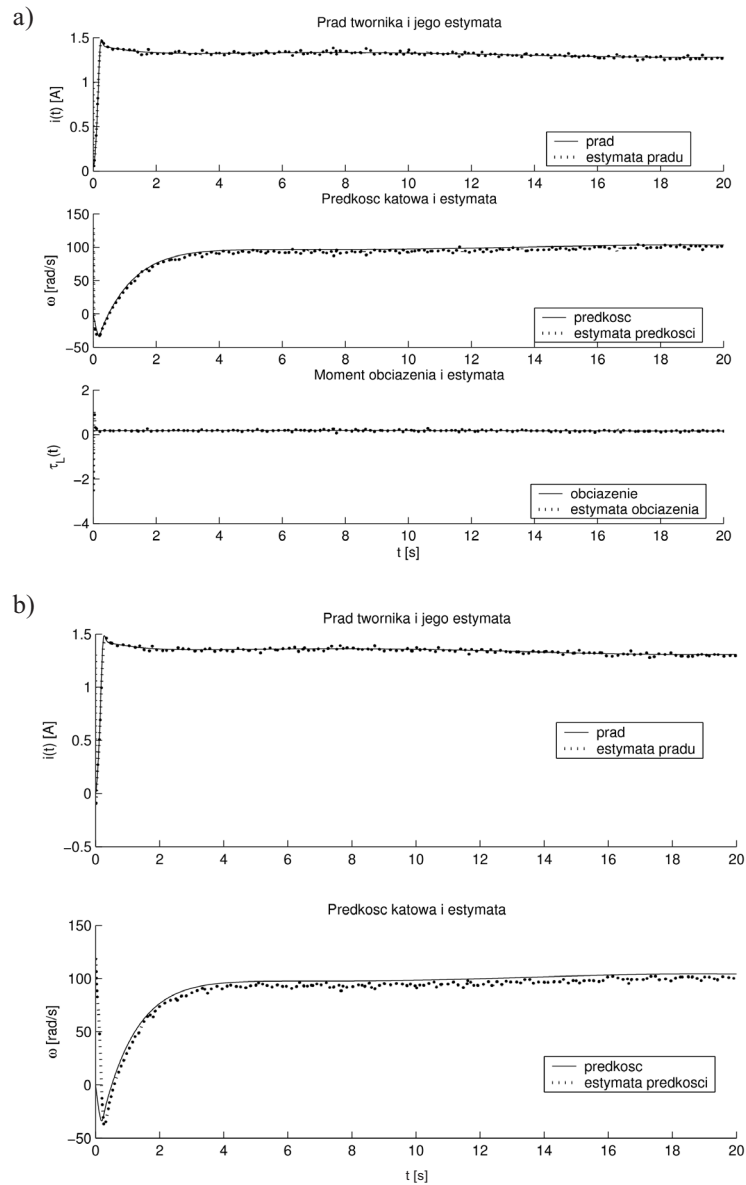 a)
Prad twornika i jego estymata
1.5
1
0.5
0
i(t) [A]
prad
estymata pradu
0 2 4 6 8 10 12 14 16 18 20
Predkosc katowa i estymata
150
100
50
0
−50
ω [rad/s]
predkosc
estymata predkosci
0 2 4 6 8 10 12 14 16 18 20
Moment obciazenia i estymata
2
0
−2
−4
τL(t)
obciazenie
estymata obciazenia
0 2 4 6 8 10 12 14 16 18 20
t [s]
b)
Prad twornika i jego estymata
1.5
1
0.5
0
−0.5
i(t) [A]
prad
estymata pradu
0 2 4 6 8 10 12 14 16 18 20
Predkosc katowa i estymata
150
100
50
0
−50
ω [rad/s]
predkosc
estymata predkosci
0 2 4 6 8 10 12 14 16 18 20
t [s]